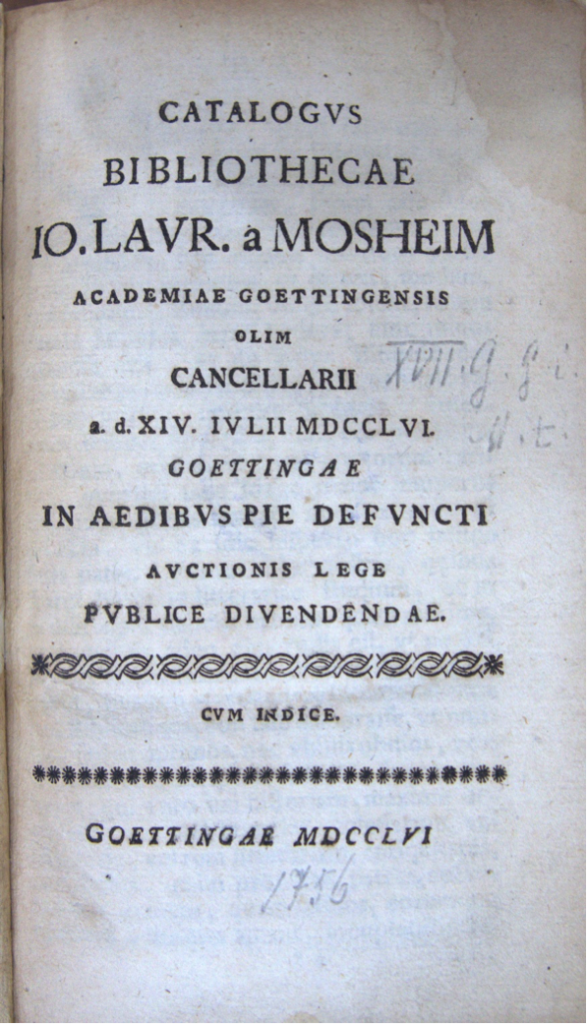 CATALOGVS
BIBLIOTHECAE
IO. LAVR. à MOSHEIM
ACADEMIAE GOETTINGENSIS
OLIM
CANCELLARII
a. d. XIV. IVLII MDCCLVI.
GOETTINGAE
IN AEDIBVS PIE DEFVNCTI
AVCTIONIS LEGE
PVBLICE DIVENDENDAE.
CVM INDICE.
GOETTINGAE MDCCLVI
1756
XVII. G.